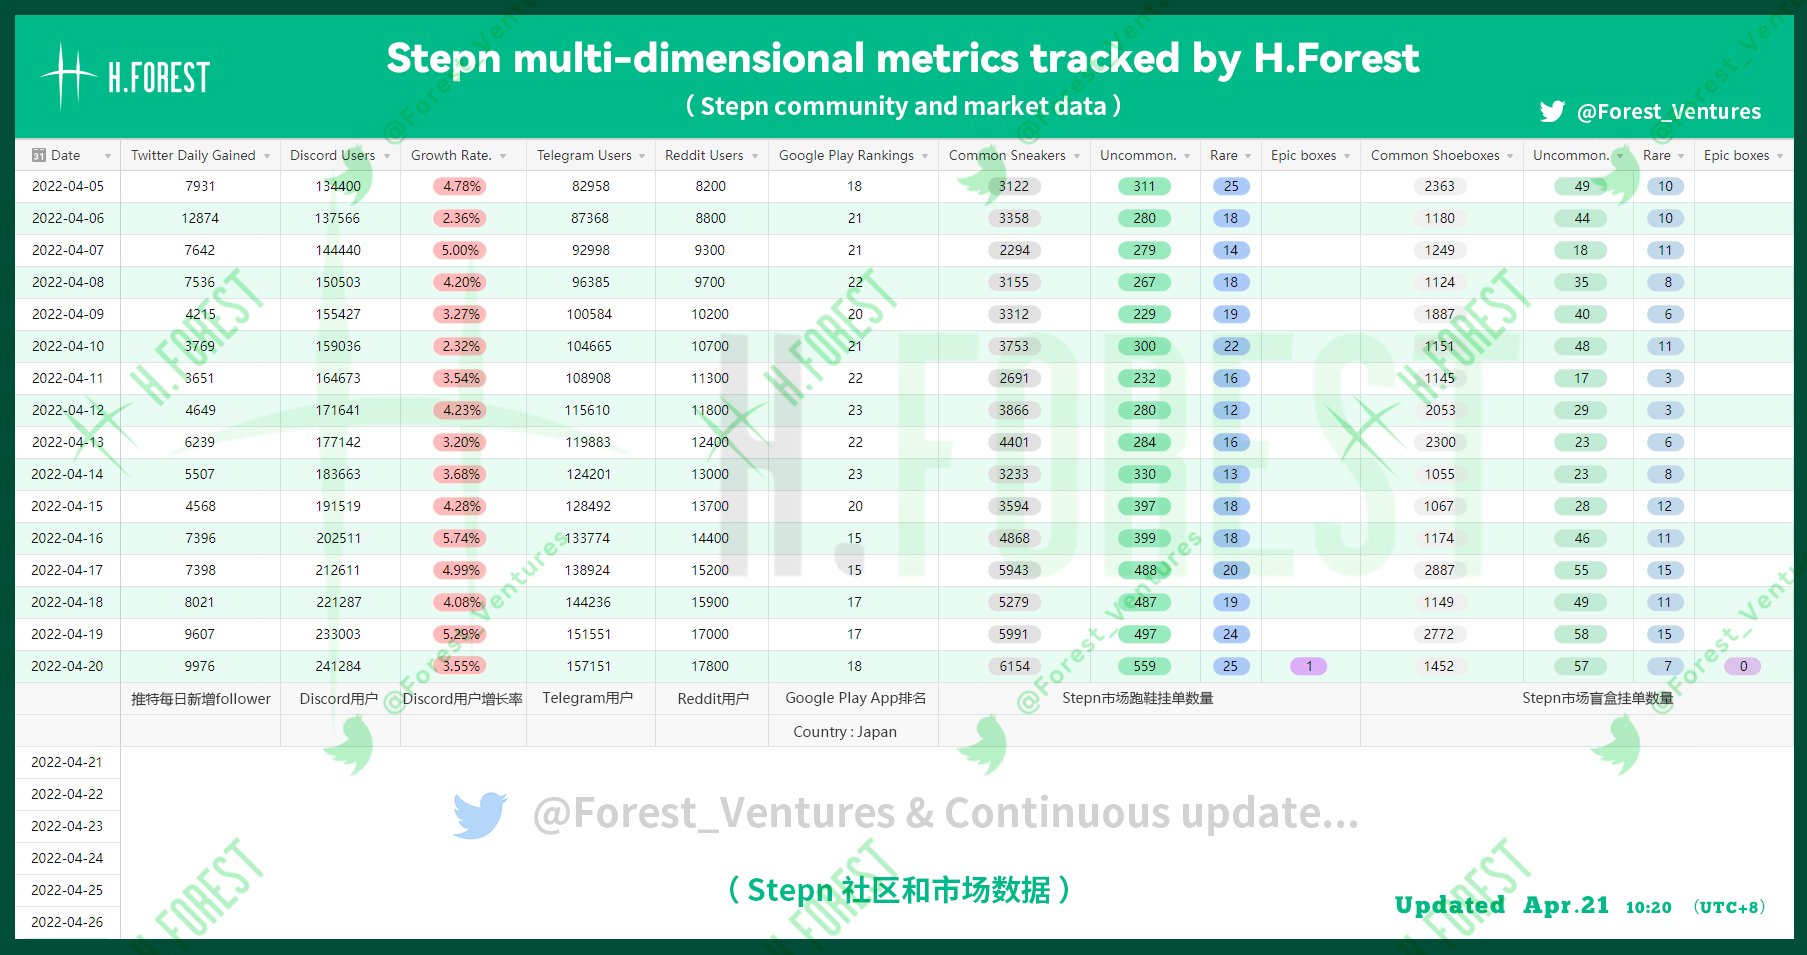 H.FOREST
Stepn multi-dimensional metrics tracked by H.Forest
( Stepn community and market data )
@Forest_Ventures
31 Date Twitter Daily Gained Discord Users Growth Rate. Telegram Users Reddit Users Google Play Rankings Common Sneakers Uncommon. Rare Epic boxes Common Shoeboxes Uncommon. Rare Epic boxes
2022-04-05 7931 134400 4.78% 82958 8200 18 3122 311 25 2363 49 10
2022-04-06 12874 137566 2.36% 87368 8800 21 3358 280 18 1180 44 10
2022-04-07 7642 144440 5.00% 92998 9300 21 2294 279 14 1249 18 11
2022-04-08 7536 150503 4.20% 96385 9700 22 3155 267 18 1124 35 8
2022-04-09 4215 155427 3.27% 100584 10200 20 3312 229 19 1887 40 6
2022-04-10 3769 159036 2.32% 104665 10700 21 3753 300 22 1151 48 11
2022-04-11 3651 164673 3.54% 108908 11300 22 2691 232 16 1145 17 3
2022-04-12 4649 171641 4.23% 115610 11800 23 3866 280 12 2053 29 3
2022-04-13 6239 177142 3.20% 119883 12400 22 4401 284 16 2300 23 6
2022-04-14 5507 183663 3.68% 124201 13000 23 3233 330 13 1055 23 8
2022-04-15 4568 191519 4.28% 128492 13700 20 3594 397 18 1067 28 12
2022-04-16 7396 202511 5.74% 133774 14400 15 4868 399 18 1174 46 11
2022-04-17 7398 212611 4.99% 138924 15200 15 5943 488 20 2887 55 15
2022-04-18 8021 221287 4.08% 144236 15900 17 5279 487 19 1149 49 11
2022-04-19 9607 233003 5.29% 151551 17000 17 5991 497 24 2772 58 15
2022-04-20 9976 241284 3.55% 157151 17800 18 6154 559 25 1 1452 57 7 0
推特每日新增follower Discord用户 Discord用户增长率 Telegram用户 Reddit用户 Google Play App排名 Stepn市场跑鞋挂单数量 Stepn市场盲盒挂单数量
Country : Japan
2022-04-21
2022-04-22
2022-04-23
2022-04-24
2022-04-25
2022-04-26
@Forest_Ventures & Continuous update...
( Stepn 社区和市场数据 )
Updated Apr.21 10:20 (UTC+8)